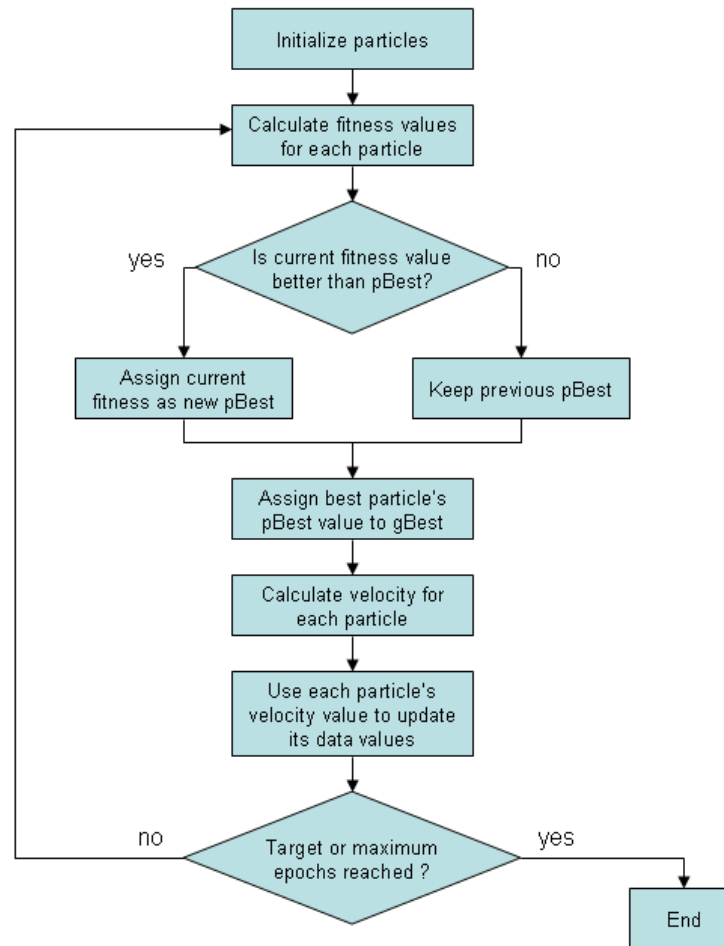 Initialize particles
Calculate fitness values
for each particle
Is current fitness value
better than pBest?
yes
no
Assign current
fitness as new pBest
Keep previous pBest
Assign best particle's
pBest value to gBest
Calculate velocity for
each particle
Use each particle's
velocity value to update
its data values
Target or maximum
epochs reached ?
no
yes
End